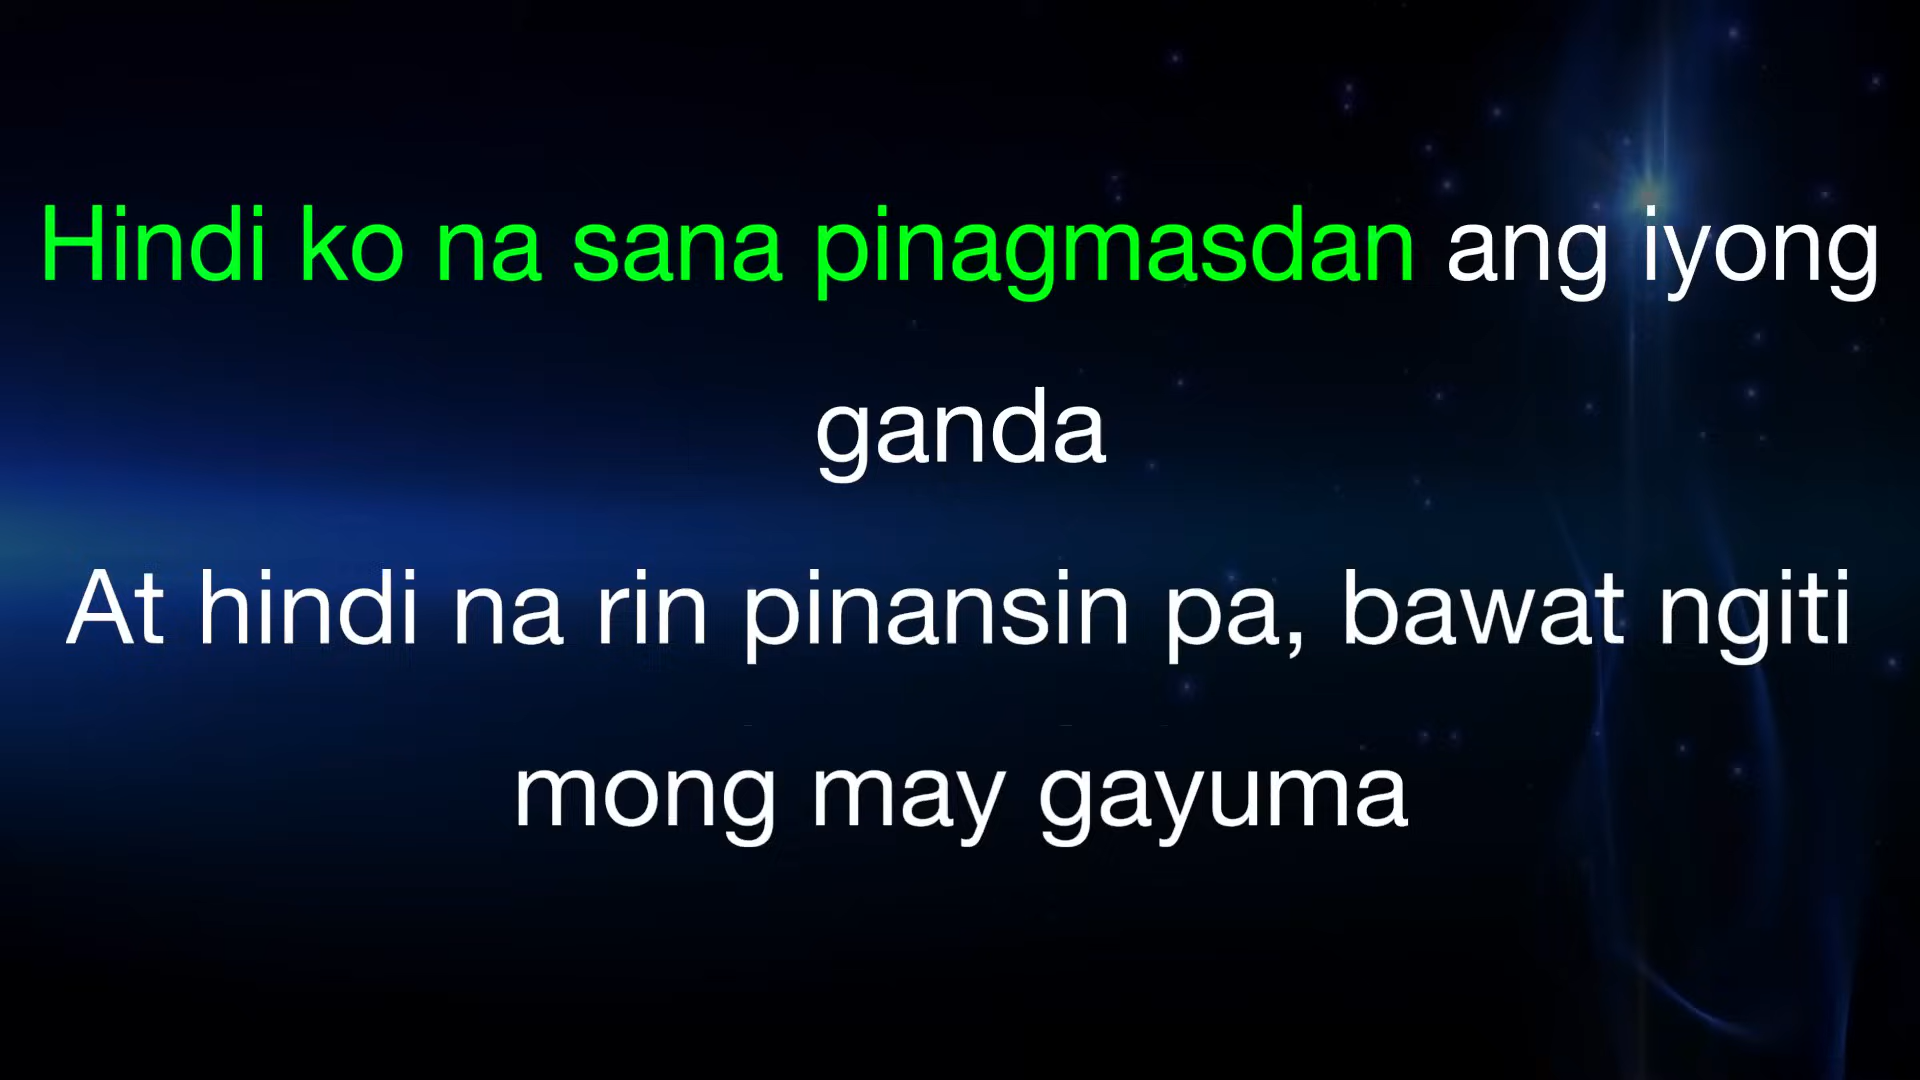 Hindi ko na sana pinagmasdan ang iyong
ganda
At hindi na rin pinansin pa, bawat ngiti
mong may gayuma